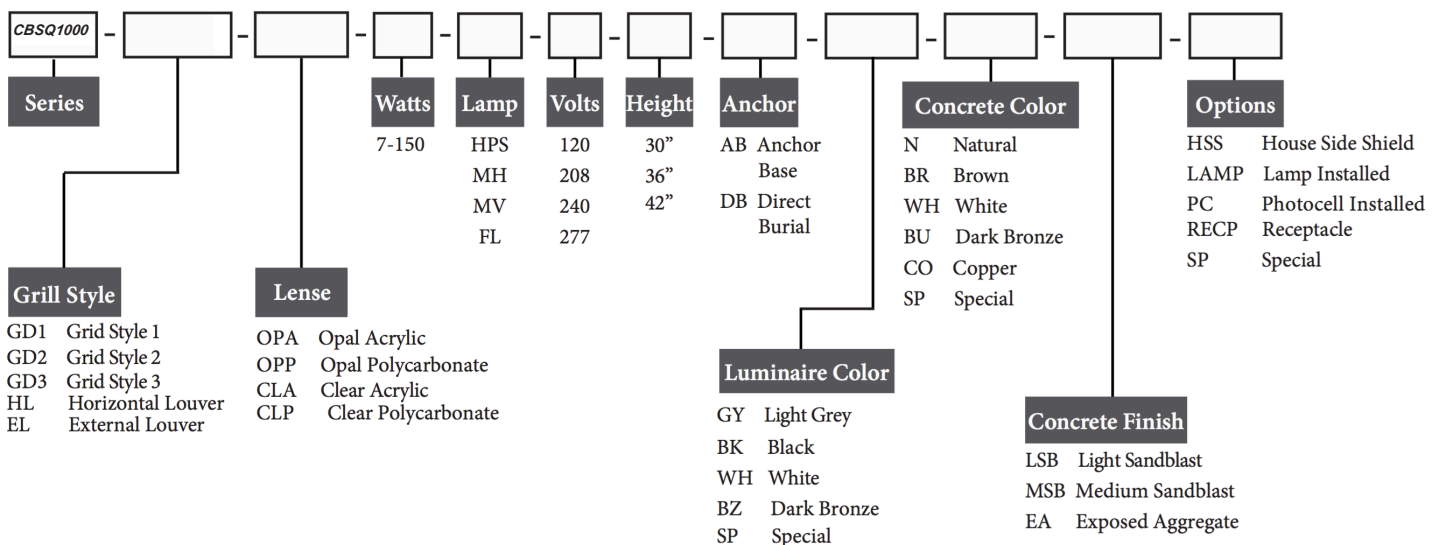 CBSQ1000 - - - - - - - - - - -
Series
Watts
7-150
Lamp
HPS
MH
MV
FL
Volts
120
208
240
277
Height
30”
36”
42”
Anchor
AB Anchor
Base
DB Direct
Burial
Concrete Color
N Natural
BR Brown
WH White
BU Dark Bronze
CO Copper
SP Special
Options
HSS House Side Shield
LAMP Lamp Installed
PC Photocell Installed
RECP Receptacle
SP Special
Grill Style
GD1 Grid Style 1
GD2 Grid Style 2
GD3 Grid Style 3
HL Horizontal Louver
EL External Louver
Lense
OPA Opal Acrylic
OPP Opal Polycarbonate
CLA Clear Acrylic
CLP Clear Polycarbonate
Luminaire Color
GY Light Grey
BK Black
WH White
BZ Dark Bronze
SP Special
Concrete Finish
LSB Light Sandblast
MSB Medium Sandblast
EA Exposed Aggregate